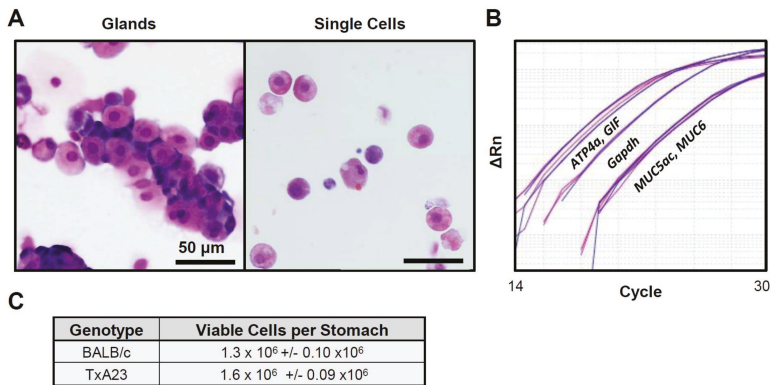 A
Glands
Single Cells
50 μm
B
ΔRn
ATP4a, GIF
Gapdh
MUC5ac, MUC6
14
Cycle
30
C
Genotype Viable Cells per Stomach
BALB/c 1.3 x 10⁶ +/- 0.10 x10⁶
TxA23 1.6 x 10⁶ +/- 0.09 x10⁶